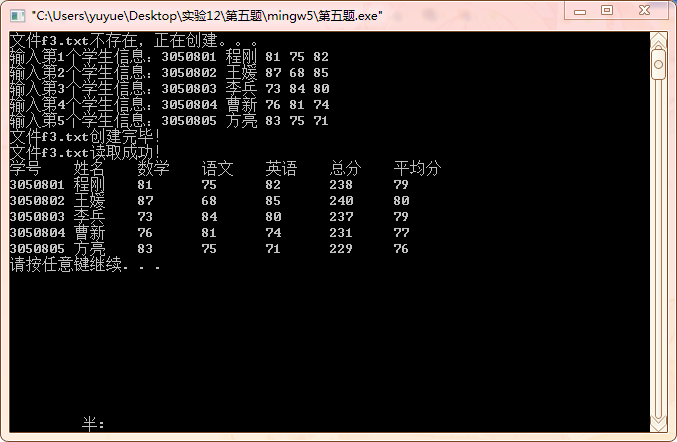 "C:\Users\yuyue\Desktop\实验12\第五题\mingw5\第五题.exe"
文件f3.txt不存在，正在创建。。。
输入第1个学生信息：3050801 程刚 81 75 82
输入第2个学生信息：3050802 王媛 87 68 85
输入第3个学生信息：3050803 李兵 73 84 80
输入第4个学生信息：3050804 曹新 76 81 74
输入第5个学生信息：3050805 方亮 83 75 71
文件f3.txt创建完毕！
文件f3.txt读取成功！
学号 姓名 数学 语文 英语 总分 平均分
3050801 程刚 81 75 82 238 79
3050802 王媛 87 68 85 240 80
3050803 李兵 73 84 80 237 79
3050804 曹新 76 81 74 231 77
3050805 方亮 83 75 71 229 76
请按任意键继续. . .
半：